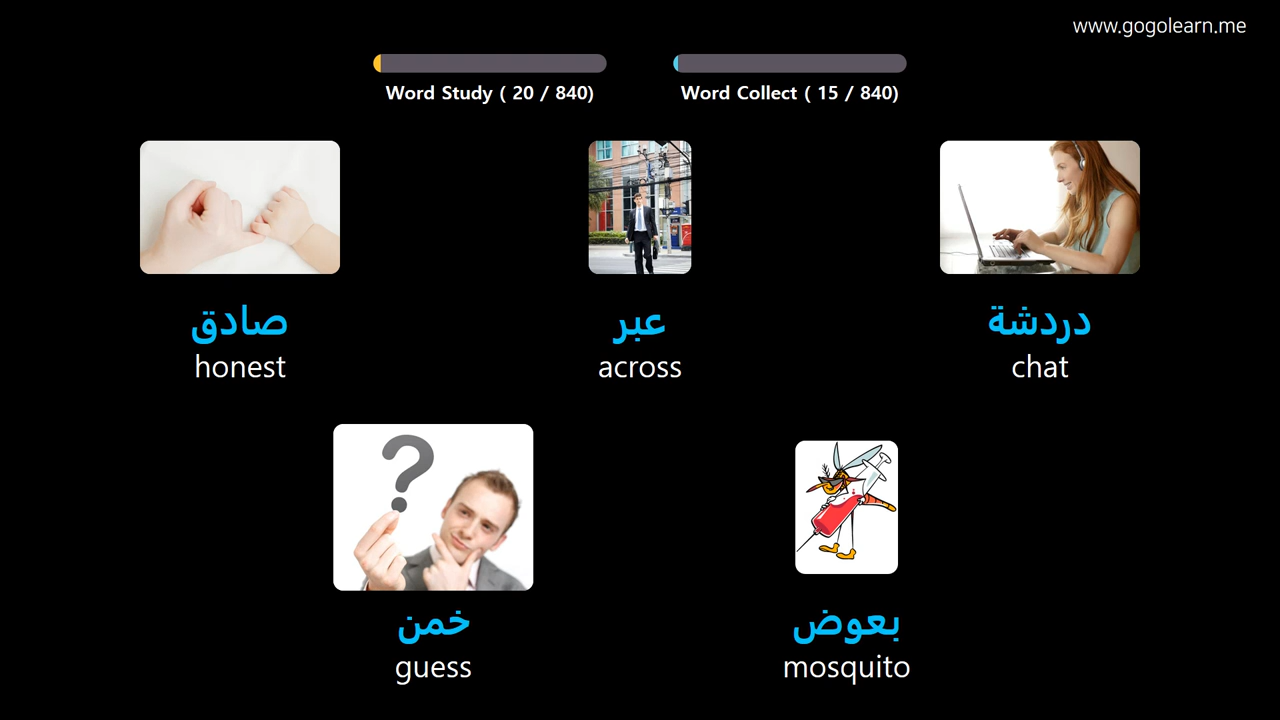 www.gogolearn.me
Word Study ( 20 / 840)
Word Collect ( 15 / 840)
صادق
honest
عبر
across
دردشة
chat
خمن
guess
بعوض
mosquito